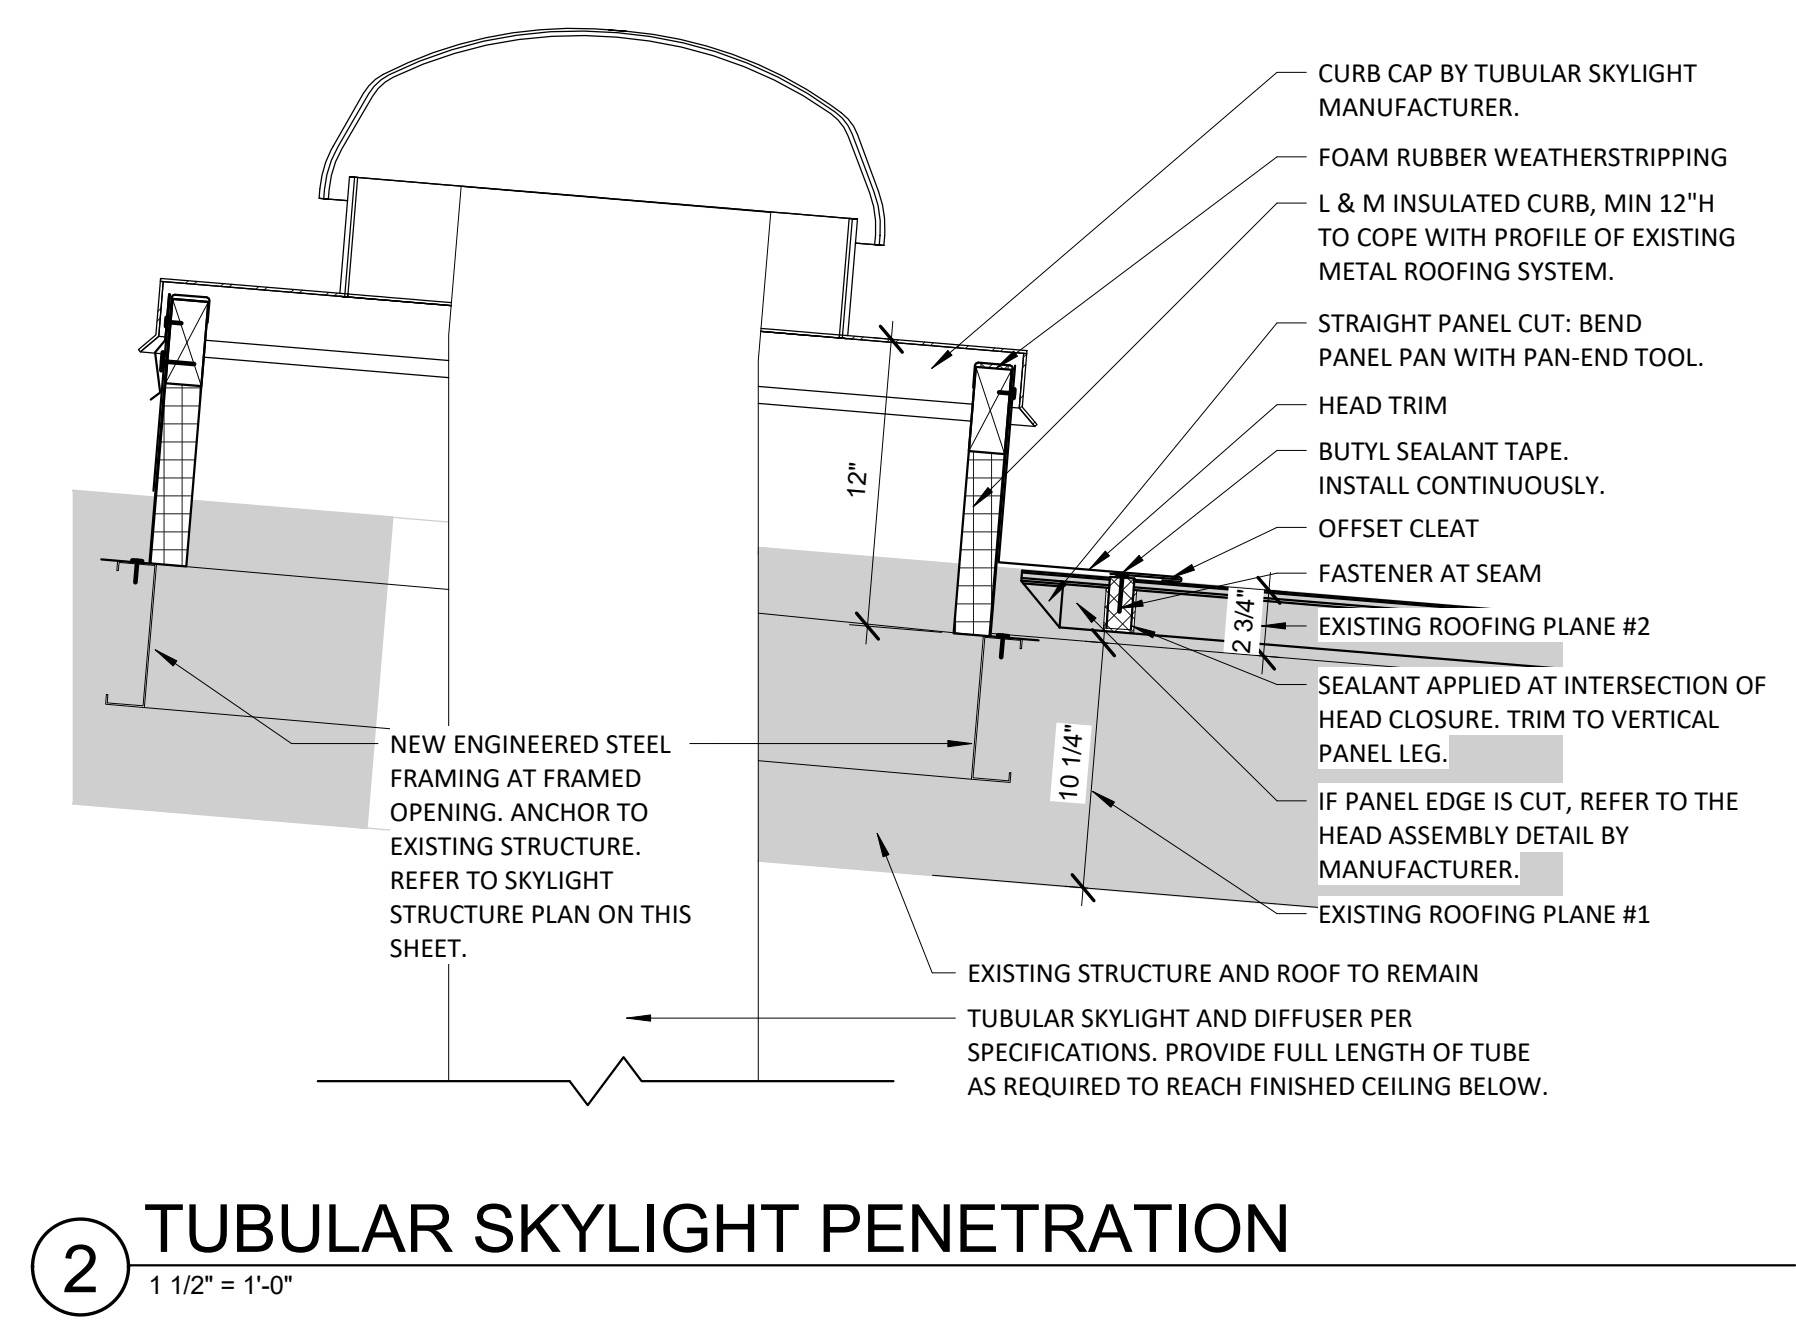 CURB CAP BY TUBULAR SKYLIGHT
MANUFACTURER.
FOAM RUBBER WEATHERSTRIPPING
L & M INSULATED CURB, MIN 12"H
TO COPE WITH PROFILE OF EXISTING
METAL ROOFING SYSTEM.
STRAIGHT PANEL CUT: BEND
PANEL PAN WITH PAN-END TOOL.
HEAD TRIM
BUTYL SEALANT TAPE.
INSTALL CONTINUOUSLY.
OFFSET CLEAT
FASTENER AT SEAM
EXISTING ROOFING PLANE #2
SEALANT APPLIED AT INTERSECTION OF
HEAD CLOSURE. TRIM TO VERTICAL
PANEL LEG.
IF PANEL EDGE IS CUT, REFER TO THE
HEAD ASSEMBLY DETAIL BY
MANUFACTURER.
EXISTING ROOFING PLANE #1
12"
2 3/4"
10 1/4"
NEW ENGINEERED STEEL
FRAMING AT FRAMED
OPENING. ANCHOR TO
EXISTING STRUCTURE.
REFER TO SKYLIGHT
STRUCTURE PLAN ON THIS
SHEET.
EXISTING STRUCTURE AND ROOF TO REMAIN
TUBULAR SKYLIGHT AND DIFFUSER PER
SPECIFICATIONS. PROVIDE FULL LENGTH OF TUBE
AS REQUIRED TO REACH FINISHED CEILING BELOW.
2
TUBULAR SKYLIGHT PENETRATION
1 1/2" = 1'-0"